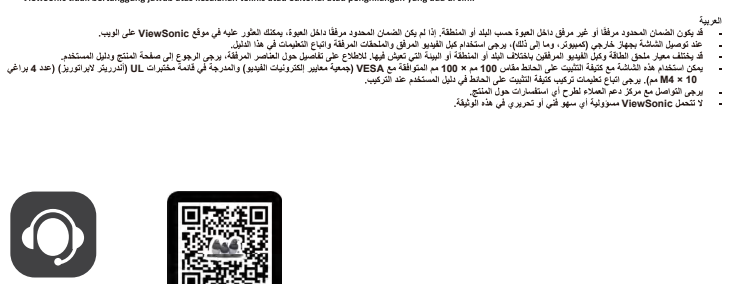 العربية
- قد يكون الضمان المحدود مرفقًا أو غير مرفق داخل العبوة حسب البلد أو المنطقة. إذا لم يكن الضمان المحدود مرفقًا داخل العبوة، يمكنك العثور عليه في موقع ViewSonic على الويب.
- عند توصيل الشاشة بجهاز خارجي (كمبيوتر، وما إلى ذلك)، يرجى استخدام كبل الفيديو المرفق والملحقات المرفقة واتباع التعليمات في هذا الدليل.
- قد يختلف معيار ملحق الطاقة وكبل الفيديو المرفقين باختلاف البلد أو المنطقة أو البيئة التي تعيش فيها. للاطلاع على تفاصيل حول العناصر المرفقة، يرجى الرجوع إلى صفحة المنتج ودليل المستخدم.
- يمكن استخدام هذه الشاشة مع كتيفة التثبيت على الحائط مقاس 100 مم × 100 مم المتوافقة مع VESA (جمعية معايير إلكترونيات الفيديو) والمدرجة في قائمة مختبرات UL (أندرريتر لابراتوريز) (عدد 4 براغي
M4 × 10 مم). يرجى اتباع تعليمات تركيب كتيفة التثبيت على الحائط في دليل المستخدم عند التركيب.
- يرجى التواصل مع مركز دعم العملاء لطرح أي استفسارات حول المنتج.
- لا تتحمل ViewSonic مسؤولية أي سهو فني أو تحريري في هذه الوثيقة.